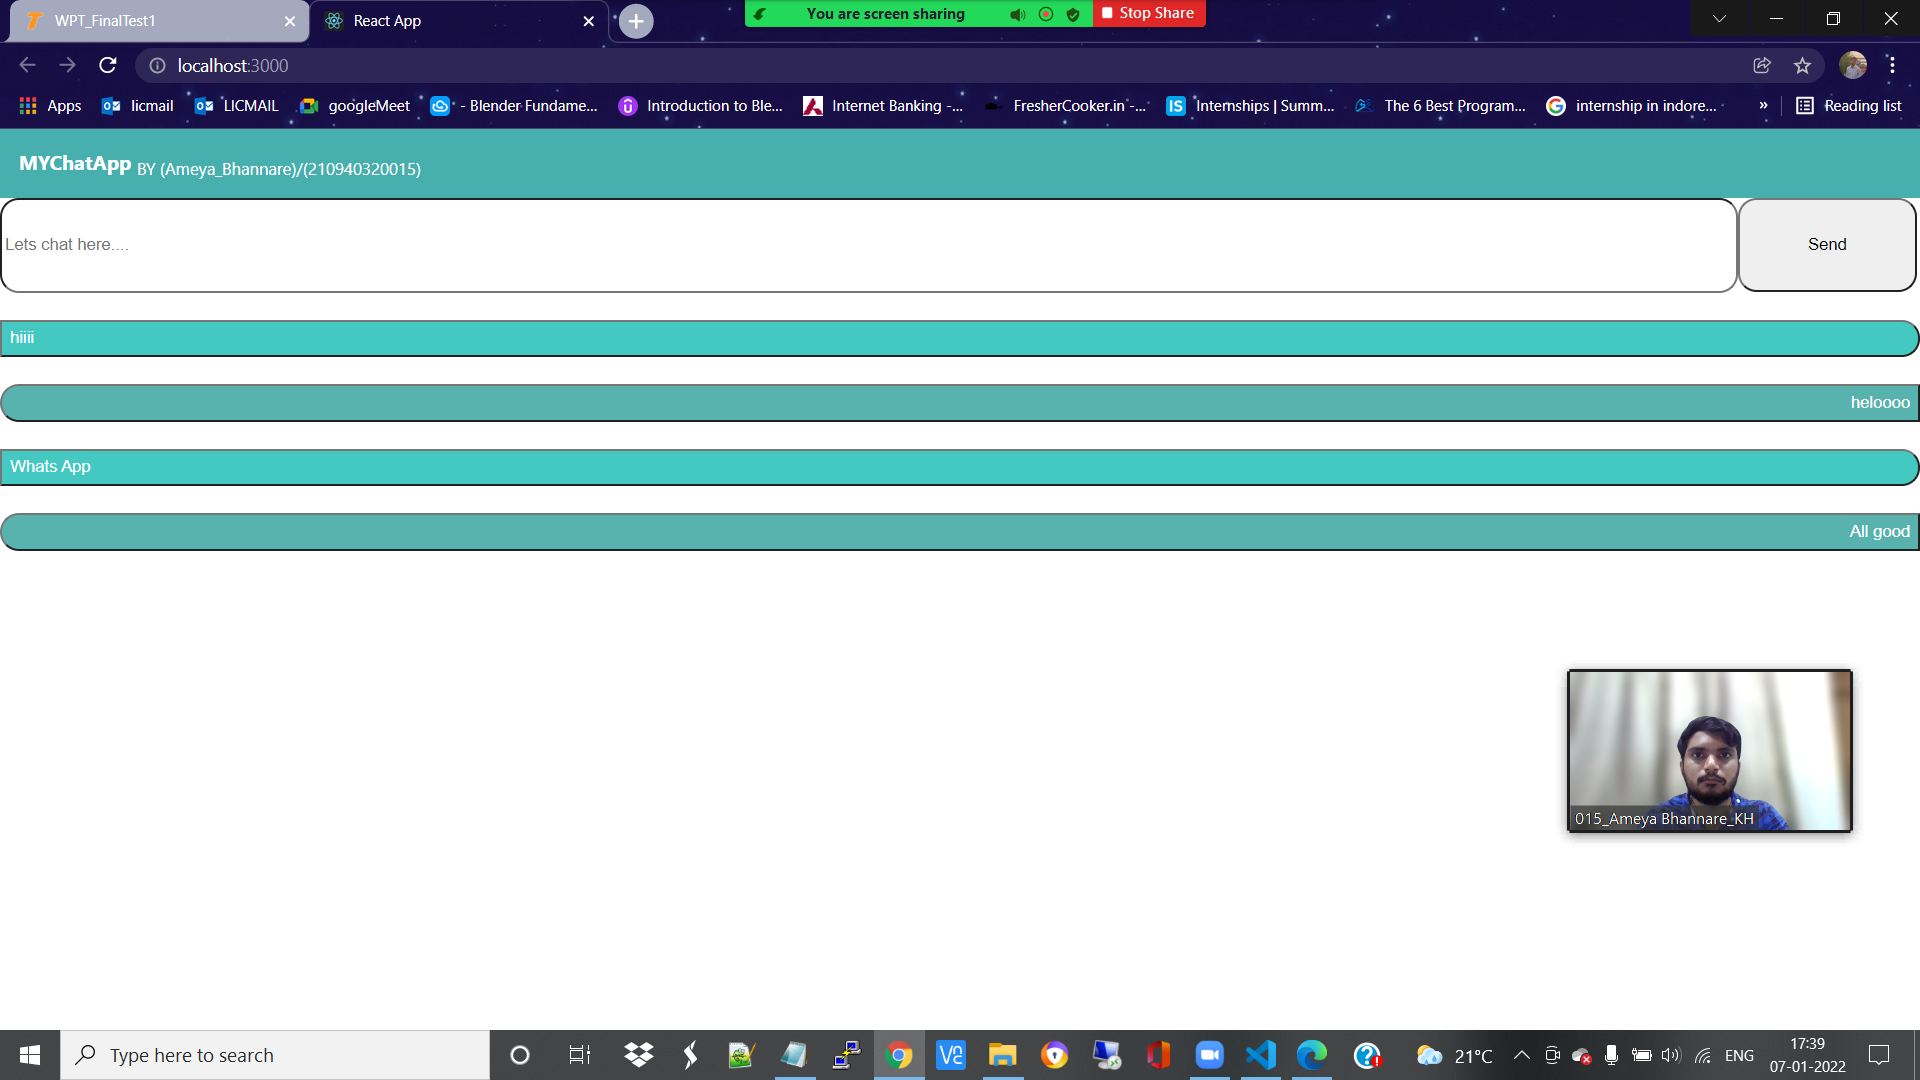 WPT_FinalTest1
React App
You are screen sharing
Stop Share
localhost:3000
Apps
licmail
LICMAIL
googleMeet
- Blender Fundame...
Introduction to Ble...
Internet Banking -...
FresherCooker.in -...
IS
Internships | Summ...
The 6 Best Program...
internship in indore...
»
Reading list
MYChatApp BY (Ameya_Bhannare)/(210940320015)
Lets chat here....
Send
hiiii
heloooo
Whats App
All good
015_Ameya Bhannare_KH
Type here to search
21°C
ENG
17:39
07-01-2022